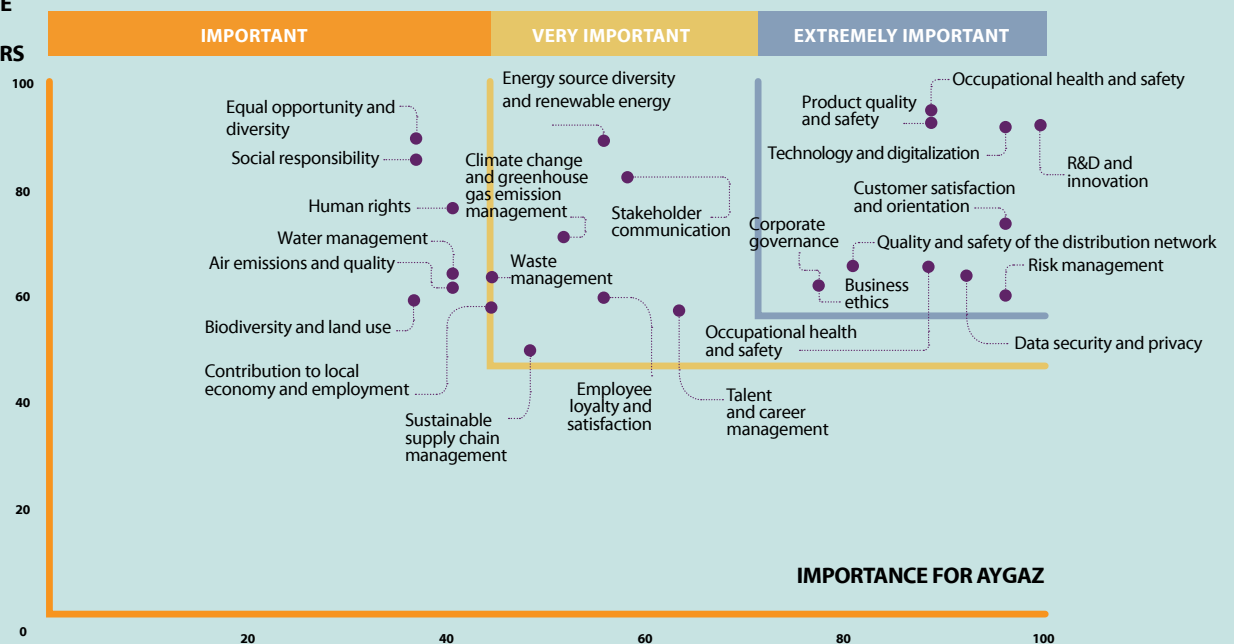 E
RS
IMPORTANT
VERY IMPORTANT
EXTREMELY IMPORTANT
100
80
60
40
20
0
Equal opportunity and
diversity
Social responsibility
Human rights
Water management
Air emissions and quality
Biodiversity and land use
Contribution to local
economy and employment
Energy source diversity
and renewable energy
Climate change
and greenhouse
gas emission
management
Stakeholder
communication
Waste
management
Sustainable
supply chain
management
Employee
loyalty and
satisfaction
Talent
and career
management
Occupational health and safety
Product quality
and safety
Technology and digitalization
R&D and
innovation
Customer satisfaction
and orientation
Corporate
governance
Quality and safety of the distribution network
Risk management
Business
ethics
Occupational health
and safety
Data security and privacy
IMPORTANCE FOR AYGAZ
20
40
60
80
100